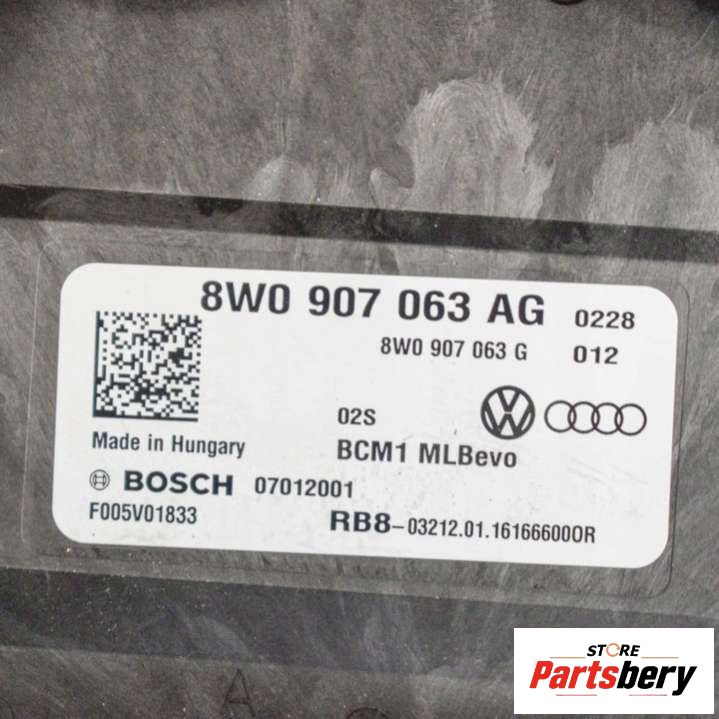 8W0 907 063 AG 0228
8W0 907 063 G 012
02S
Made in Hungary BCM1 MLBevo
BOSCH 07012001
F005V01833 RB8-03212.01.161666000R
A
STORE
Partsbery